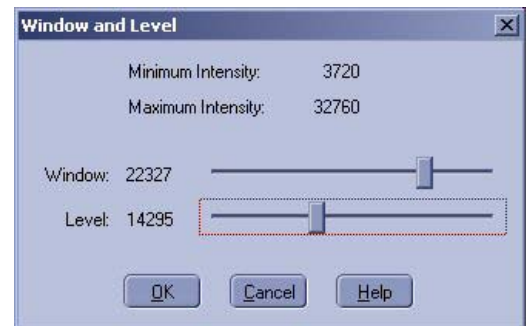 Window and Level
Minimum Intensity: 3720
Maximum Intensity: 32760
Window: 22327
Level: 14295
OK Cancel Help